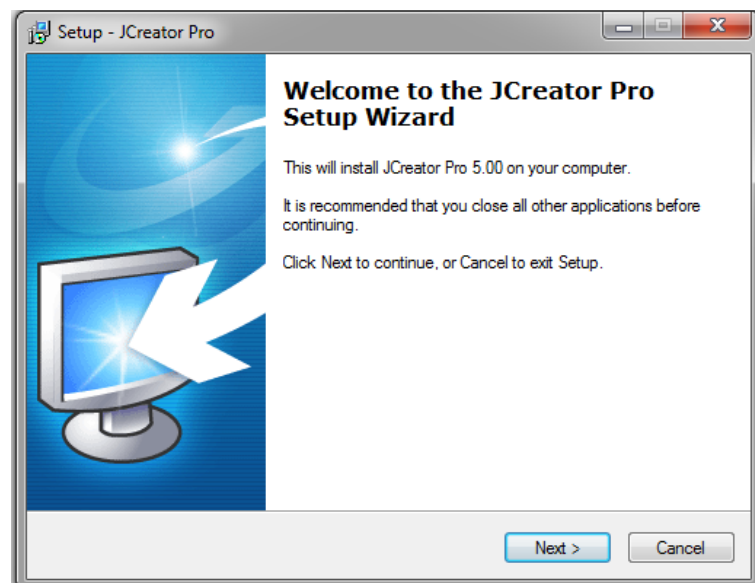 Setup - JCreator Pro
Welcome to the JCreator Pro
Setup Wizard
This will install JCreator Pro 5.00 on your computer.
It is recommended that you close all other applications before
continuing.
Click Next to continue, or Cancel to exit Setup.
Next >
Cancel